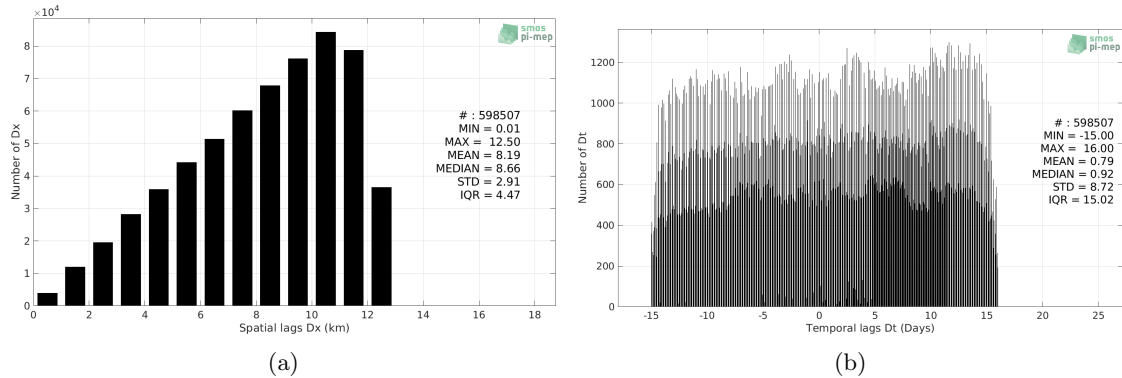 ×10⁴
smos
pi-mep
9
8
7
6
5
4
3
2
1
0
Number of Dx
# : 598507
MIN = 0.01
MAX = 12.50
MEAN = 8.19
MEDIAN = 8.66
STD = 2.91
IQR = 4.47
0 2 4 6 8 10 12 14 16 18
Spatial lags Dx (km)
(a)
smos
pi-mep
1200
1000
800
600
400
200
0
Number of Dt
# : 598507
MIN = -15.00
MAX = 16.00
MEAN = 0.79
MEDIAN = 0.92
STD = 8.72
IQR = 15.02
-15 -10 -5 0 5 10 15 20 25
Temporal lags Dt (Days)
(b)